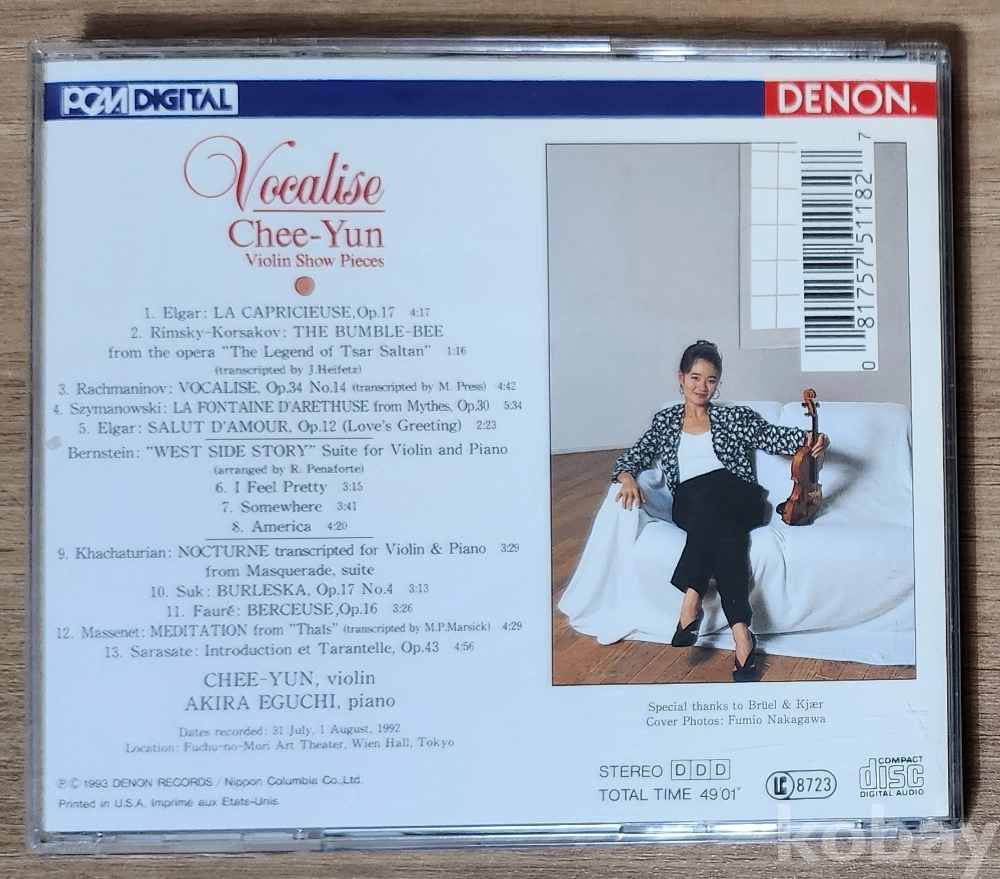 PCM DIGITAL
DENON®
Vocalise
Chee-Yun
Violin Show Pieces
1. Elgar: LA CAPRICIEUSE, Op.17 4:17
2. Rimsky-Korsakov: THE BUMBLE-BEE
from the opera "The Legend of Tsar Saltan" 1:16
(transcribed by J.Heifetz)
3. Rachmaninov: VOCALISE, Op.34 No.14 (transcribed by M. Press) 4:42
4. Szymanowski: LA FONTAINE D'ARETHUSE from Mythes, Op.30 5:34
5. Elgar: SALUT D'AMOUR, Op.12 (Love's Greeting) 2:23
Bernstein: "WEST SIDE STORY" Suite for Violin and Piano
(arranged by R. Penaforte)
6. I Feel Pretty 3:15
7. Somewhere 3:41
8. America 4:20
9. Khachaturian: NOCTURNE transcribed for Violin & Piano 3:29
from Masquerade, suite
10. Suk: BURLESKA, Op.17 No.4 3:13
11. Fauré: BERCEUSE, Op.16 3:26
12. Massenet: MEDITATION from "Thaïs" (transcribed by M.P.Marsick) 4:29
13. Sarasate: Introduction et Tarantelle, Op.43 4:56
CHEE-YUN, violin
AKIRA EGUCHI, piano
Dates recorded: 31 July, 1 August, 1992
Location: Fuchu-no-Mori Art Theater, Wien Hall, Tokyo
℗ © 1993 DENON RECORDS / Nippon Columbia Co., Ltd.
Printed in U.S.A. Imprimé aux Etats-Unis.
0 81757 51182 7
Special thanks to Brüel & Kjær
Cover Photos: Fumio Nakagawa
STEREO DDD
TOTAL TIME 49'01"
LC 8723
COMPACT
disc
DIGITAL AUDIO
kobay